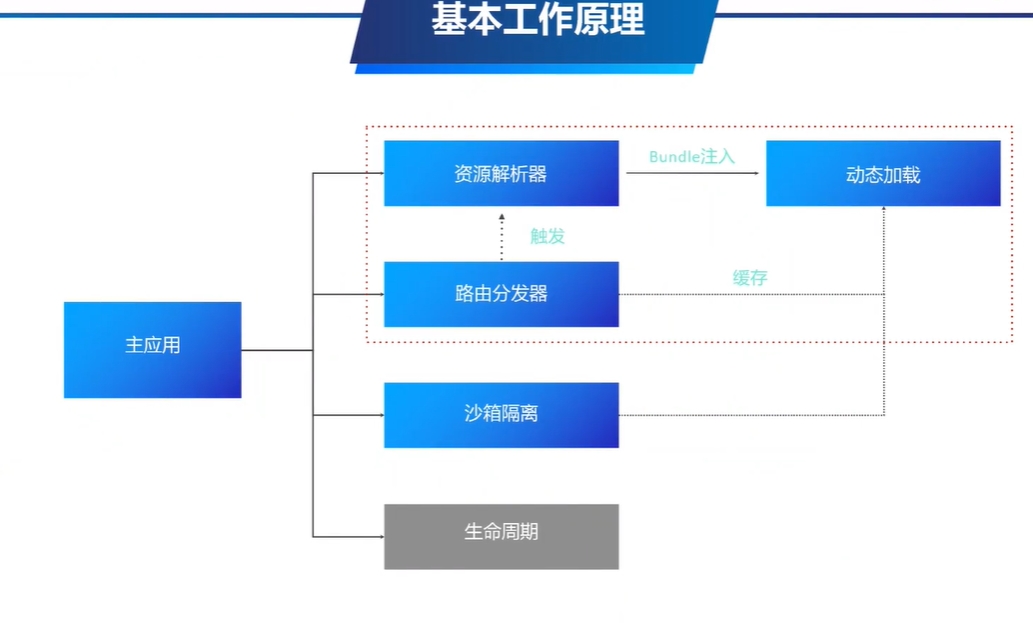 基本工作原理
资源解析器
Bundle注入
动态加载
触发
路由分发器
缓存
主应用
沙箱隔离
生命周期